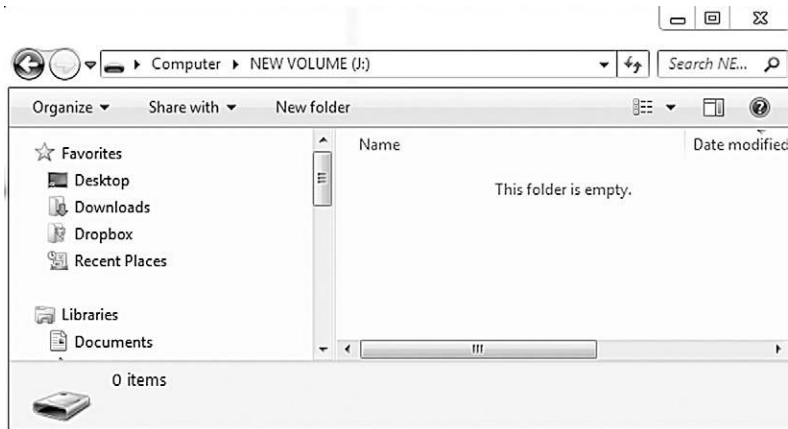 Computer NEW VOLUME (J:) Search NE...
Organize Share with New folder
Name Date modified
This folder is empty.
Favorites
Desktop
Downloads
Dropbox
Recent Places
Libraries
Documents
0 items